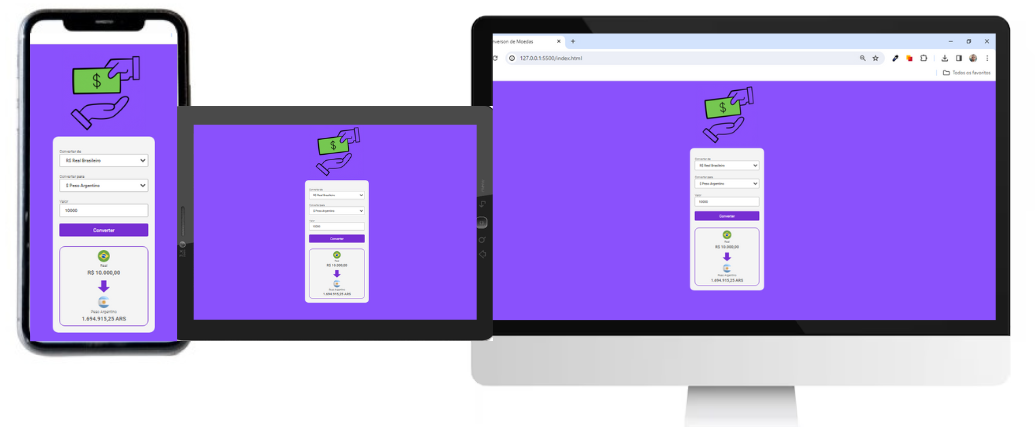 $
Converter de:
R$ Real Brasileiro
Converter para:
$ Peso Argentino
Valor:
10000
Converter
Real
R$ 10.000,00
Peso Argentino
1.694.915,25 ARS
$
Converter de:
R$ Real Brasileiro
Converter para:
$ Peso Argentino
Valor:
10000
Converter
Real
R$ 10.000,00
Peso Argentino
1.694.915,25 ARS
nversor de Moedas
127.0.0.1:5500/index.html
Todos os favoritos
$
Converter de:
R$ Real Brasileiro
Converter para:
$ Peso Argentino
Valor:
10000
Converter
Real
R$ 10.000,00
Peso Argentino
1.694.915,25 ARS